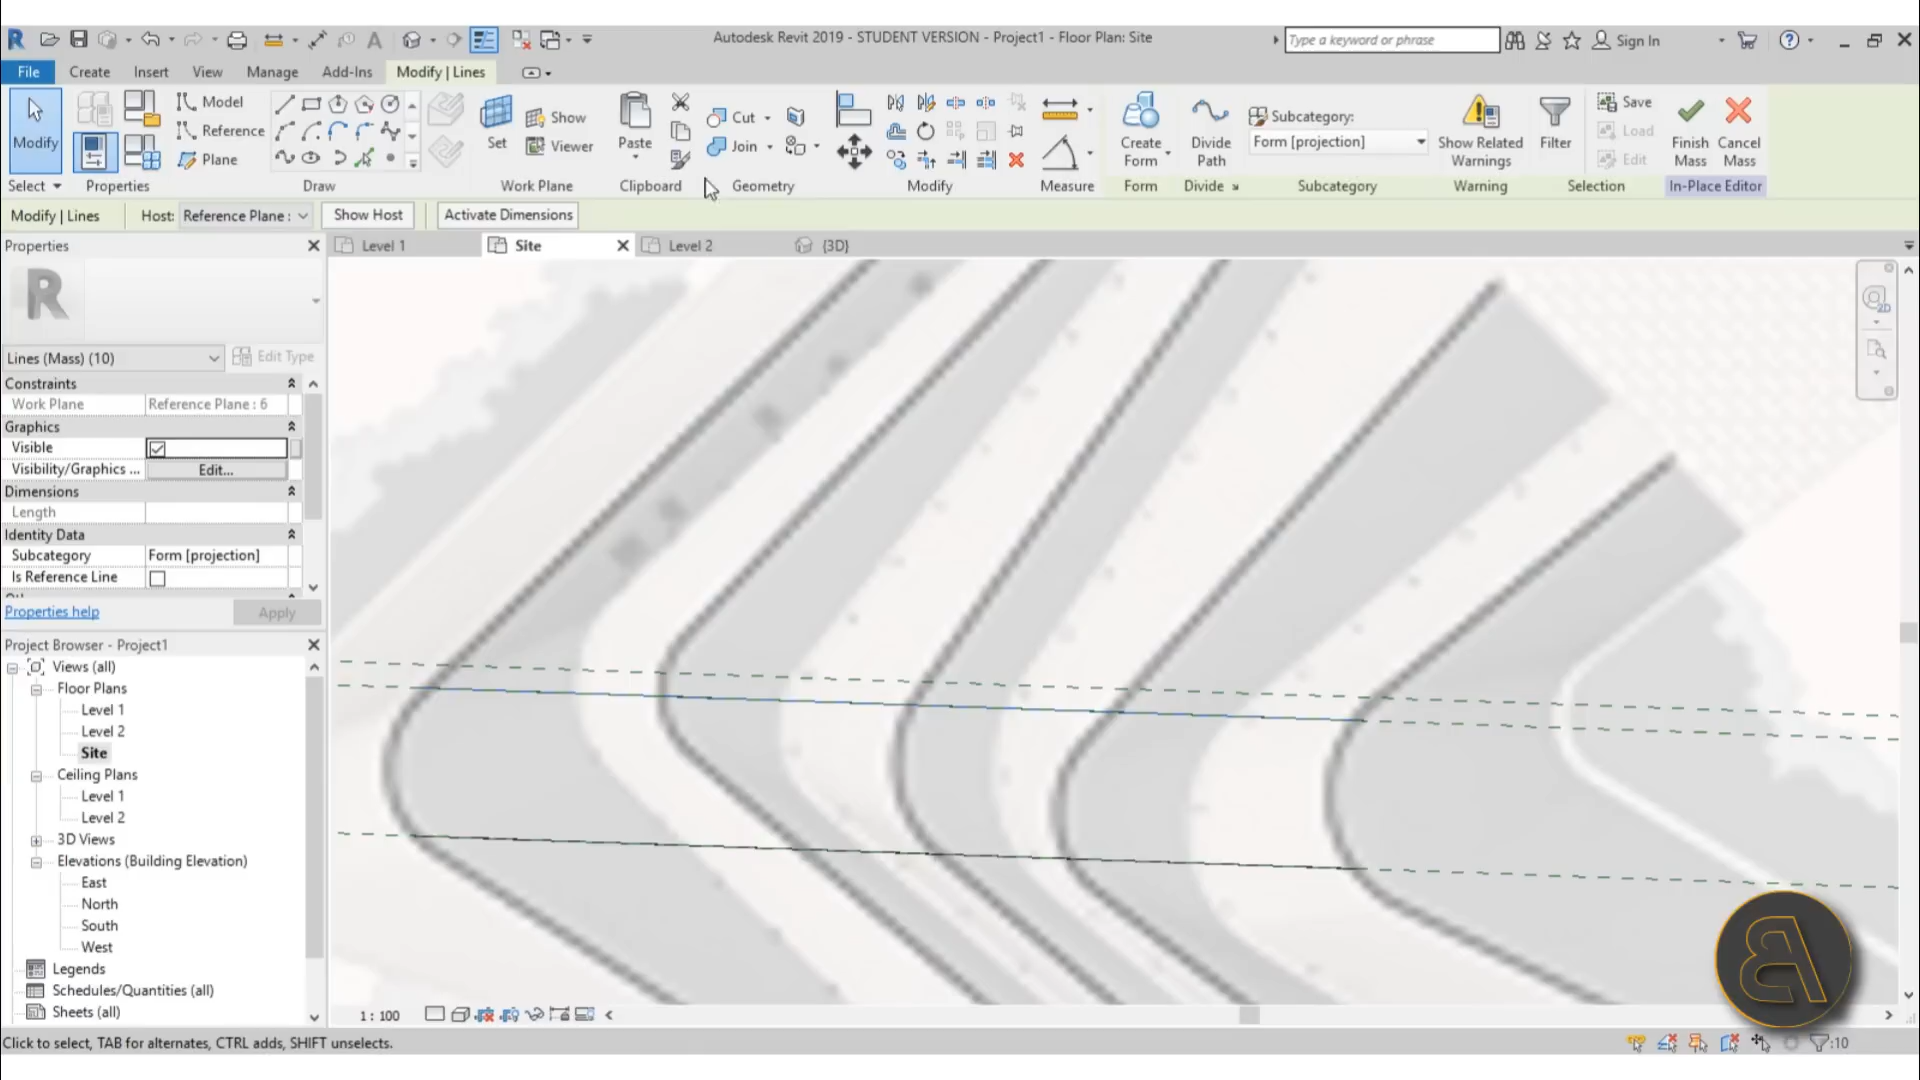 Autodesk Revit 2019 - STUDENT VERSION - Project1 - Floor Plan: Site
Type a keyword or phrase
Sign In
File Create Insert View Manage Add-Ins Modify | Lines
Modify
Select
Properties
Model
Reference
Plane
Draw
Set
Show
Viewer
Work Plane
Paste
Clipboard
Cut
Join
Geometry
Modify
Measure
Create Form
Form
Divide Path
Divide
Subcategory:
Form [projection]
Subcategory
Show Related Warnings
Warning
Filter
Save
Load
Edit
Selection
Finish Mass
Cancel Mass
In-Place Editor
Modify | Lines
Host: Reference Plane :
Show Host
Activate Dimensions
Properties
Level 1
Site
Level 2
{3D}
2D
R
Lines (Mass) (10)
Edit Type
Constraints
Work Plane Reference Plane : 6
Graphics
Visible
Visibility/Graphics ... Edit...
Dimensions
Length
Identity Data
Subcategory Form [projection]
Is Reference Line
Properties help
Apply
Project Browser - Project1
Views (all)
Floor Plans
Level 1
Level 2
Site
Ceiling Plans
Level 1
Level 2
3D Views
Elevations (Building Elevation)
East
North
South
West
Legends
Schedules/Quantities (all)
Sheets (all)
1 : 100
Click to select, TAB for alternates, CTRL adds, SHIFT unselects.
:10